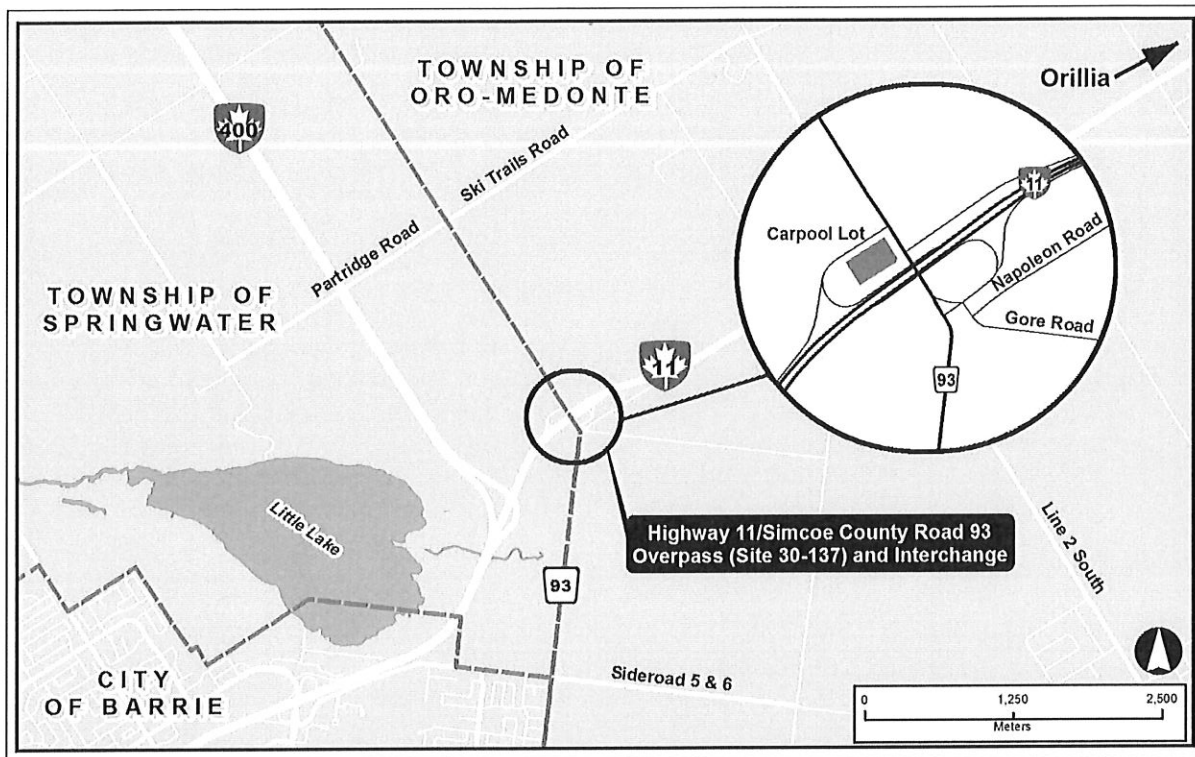 TOWNSHIP OF
ORO-MEDONTE
Orillia
400
Ski Trails Road
11
Carpool Lot
Partridge Road
Napoleon Road
TOWNSHIP OF
SPRINGWATER
Gore Road
11
93
Little Lake
Highway 11/Simcoe County Road 93
Overpass (Site 30-137) and Interchange
Line 2 South
93
CITY
OF BARRIE
Sideroad 5 & 6
0 1,250 2,500
Meters